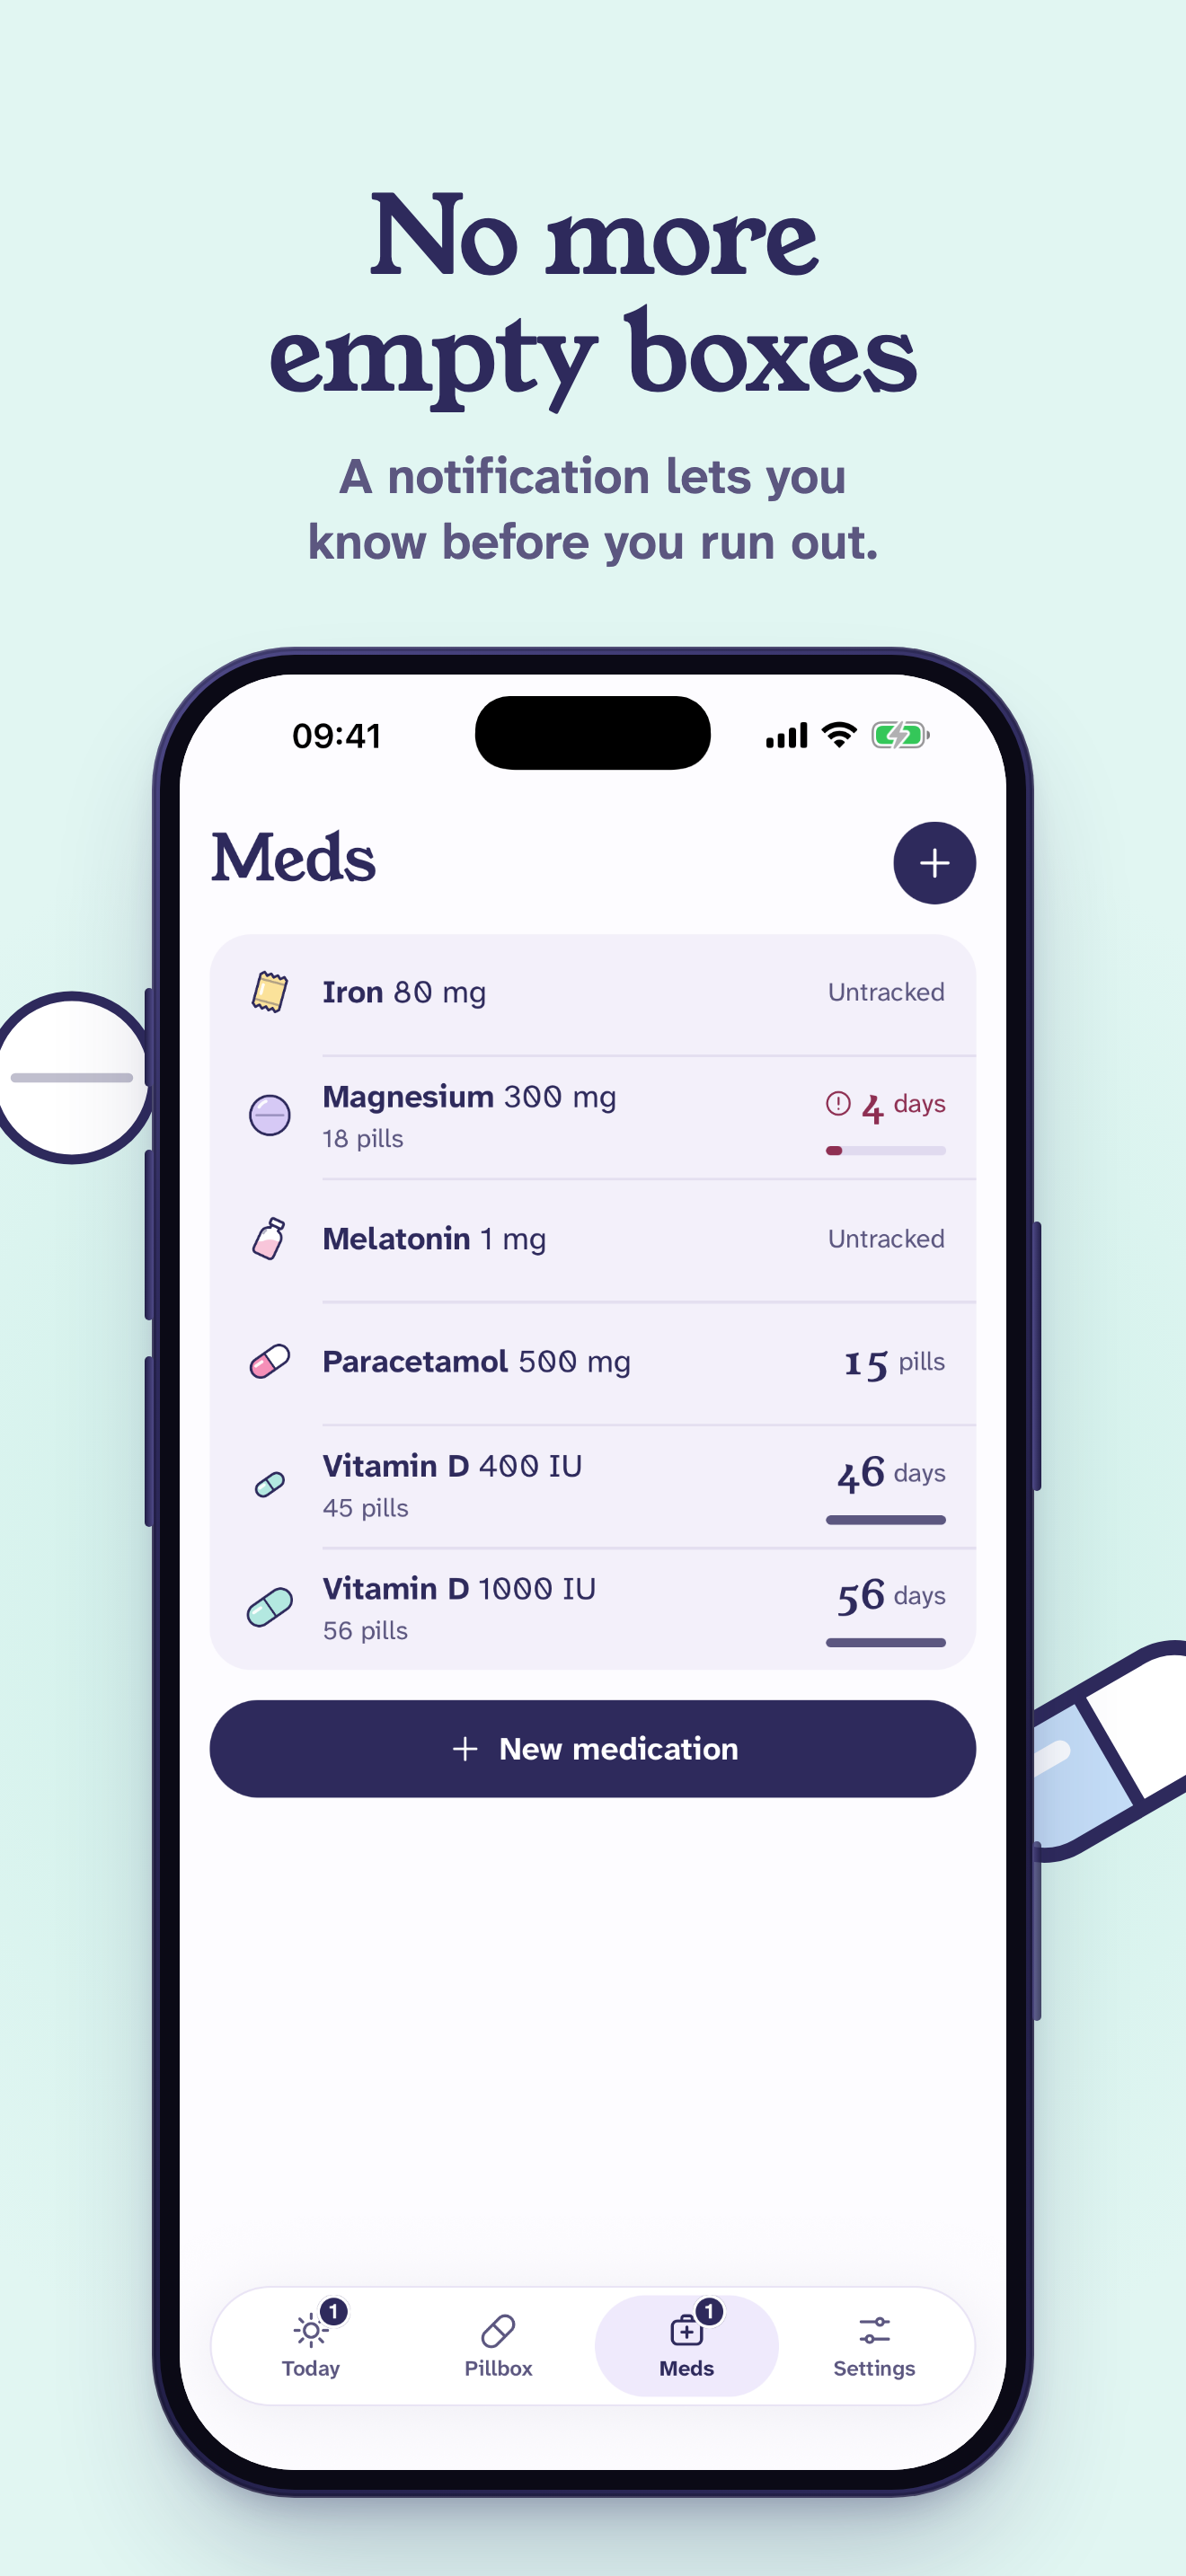 No more
empty boxes
A notification lets you
know before you run out.
09:41
Meds
Iron 80 mg
Untracked
Magnesium 300 mg
18 pills
4 days
Melatonin 1 mg
Untracked
Paracetamol 500 mg
15 pills
Vitamin D 400 IU
45 pills
46 days
Vitamin D 1000 IU
56 pills
56 days
+ New medication
1
Today
Pillbox
1
Meds
Settings